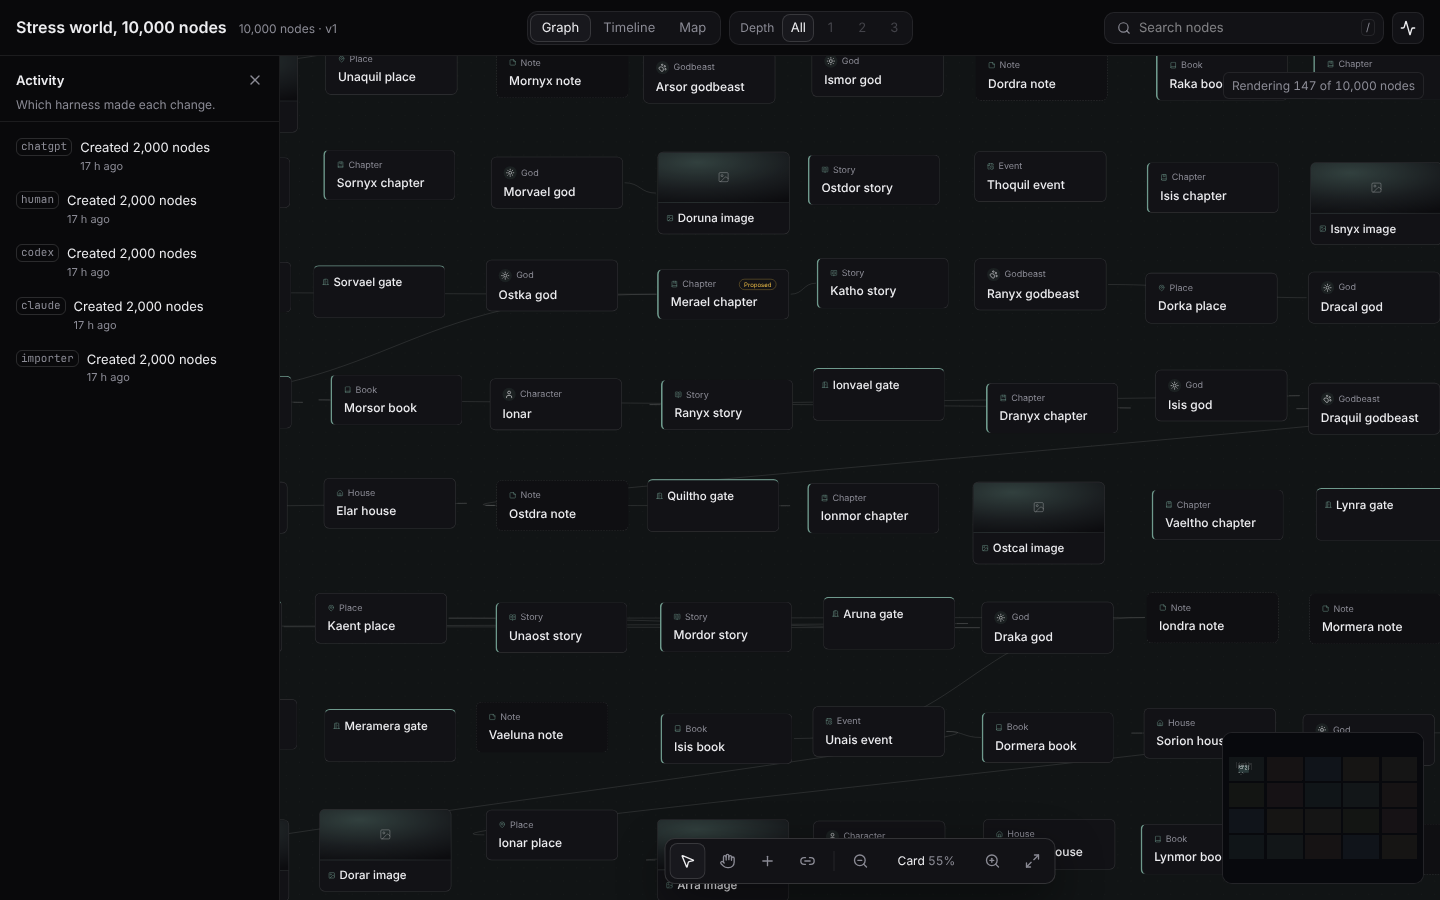 Stress world, 10,000 nodes
10,000 nodes · v1
Graph
Timeline
Map
Depth
All
1
2
3
Search nodes
/
Activity
Which harness made each change.
chatgpt Created 2,000 nodes
17 h ago
human Created 2,000 nodes
17 h ago
codex Created 2,000 nodes
17 h ago
claude Created 2,000 nodes
17 h ago
importer Created 2,000 nodes
17 h ago
Place
Unaquil place
Note
Mornyx note
Godbeast
Arsor godbeast
God
Ismor god
Note
Dordra note
Book
Raka boo
Chapter
Rendering 147 of 10,000 nodes
Chapter
Sornyx chapter
God
Morvael god
Doruna image
Story
Ostdor story
Event
Thoquil event
Chapter
Isis chapter
Isnyx image
Sorvael gate
God
Ostka god
Chapter
Proposed
Merael chapter
Story
Katho story
Godbeast
Ranyx godbeast
Place
Dorka place
God
Dracal god
Book
Morsor book
Character
Ionar
Story
Ranyx story
Ionvael gate
Chapter
Dranyx chapter
God
Isis god
Godbeast
Draquil godbeast
House
Elar house
Note
Ostdra note
Quiltho gate
Chapter
Ionmor chapter
Ostcal image
Chapter
Vaeltho chapter
Lynra gate
Place
Kaent place
Story
Unaost story
Story
Mordor story
Aruna gate
God
Draka god
Note
Iondra note
Note
Mormera note
Meramera gate
Note
Vaeluna note
Book
Isis book
Event
Unais event
Book
Dormera book
House
Sorion hous
God
Dorar image
Place
Ionar place
Arra image
Character
House
ouse
Book
Lynmor boo
Card 55%